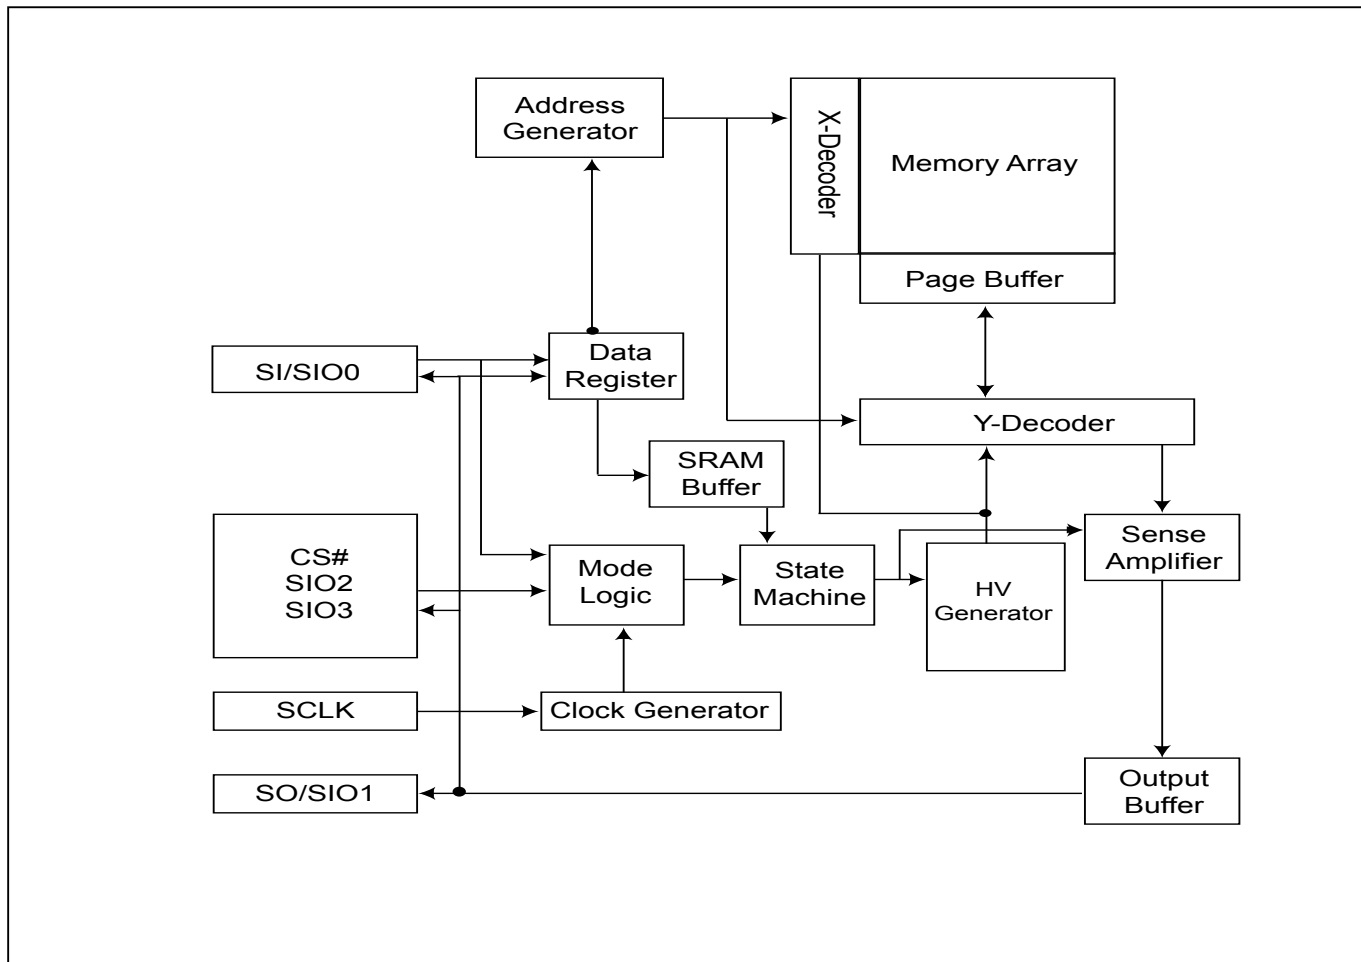 Address
Generator
X-Decoder
Memory Array
Page Buffer
SI/SIO0
Data
Register
Y-Decoder
SRAM
Buffer
CS#
SIO2
SIO3
Mode
Logic
State
Machine
HV
Generator
Sense
Amplifier
SCLK
Clock Generator
SO/SIO1
Output
Buffer